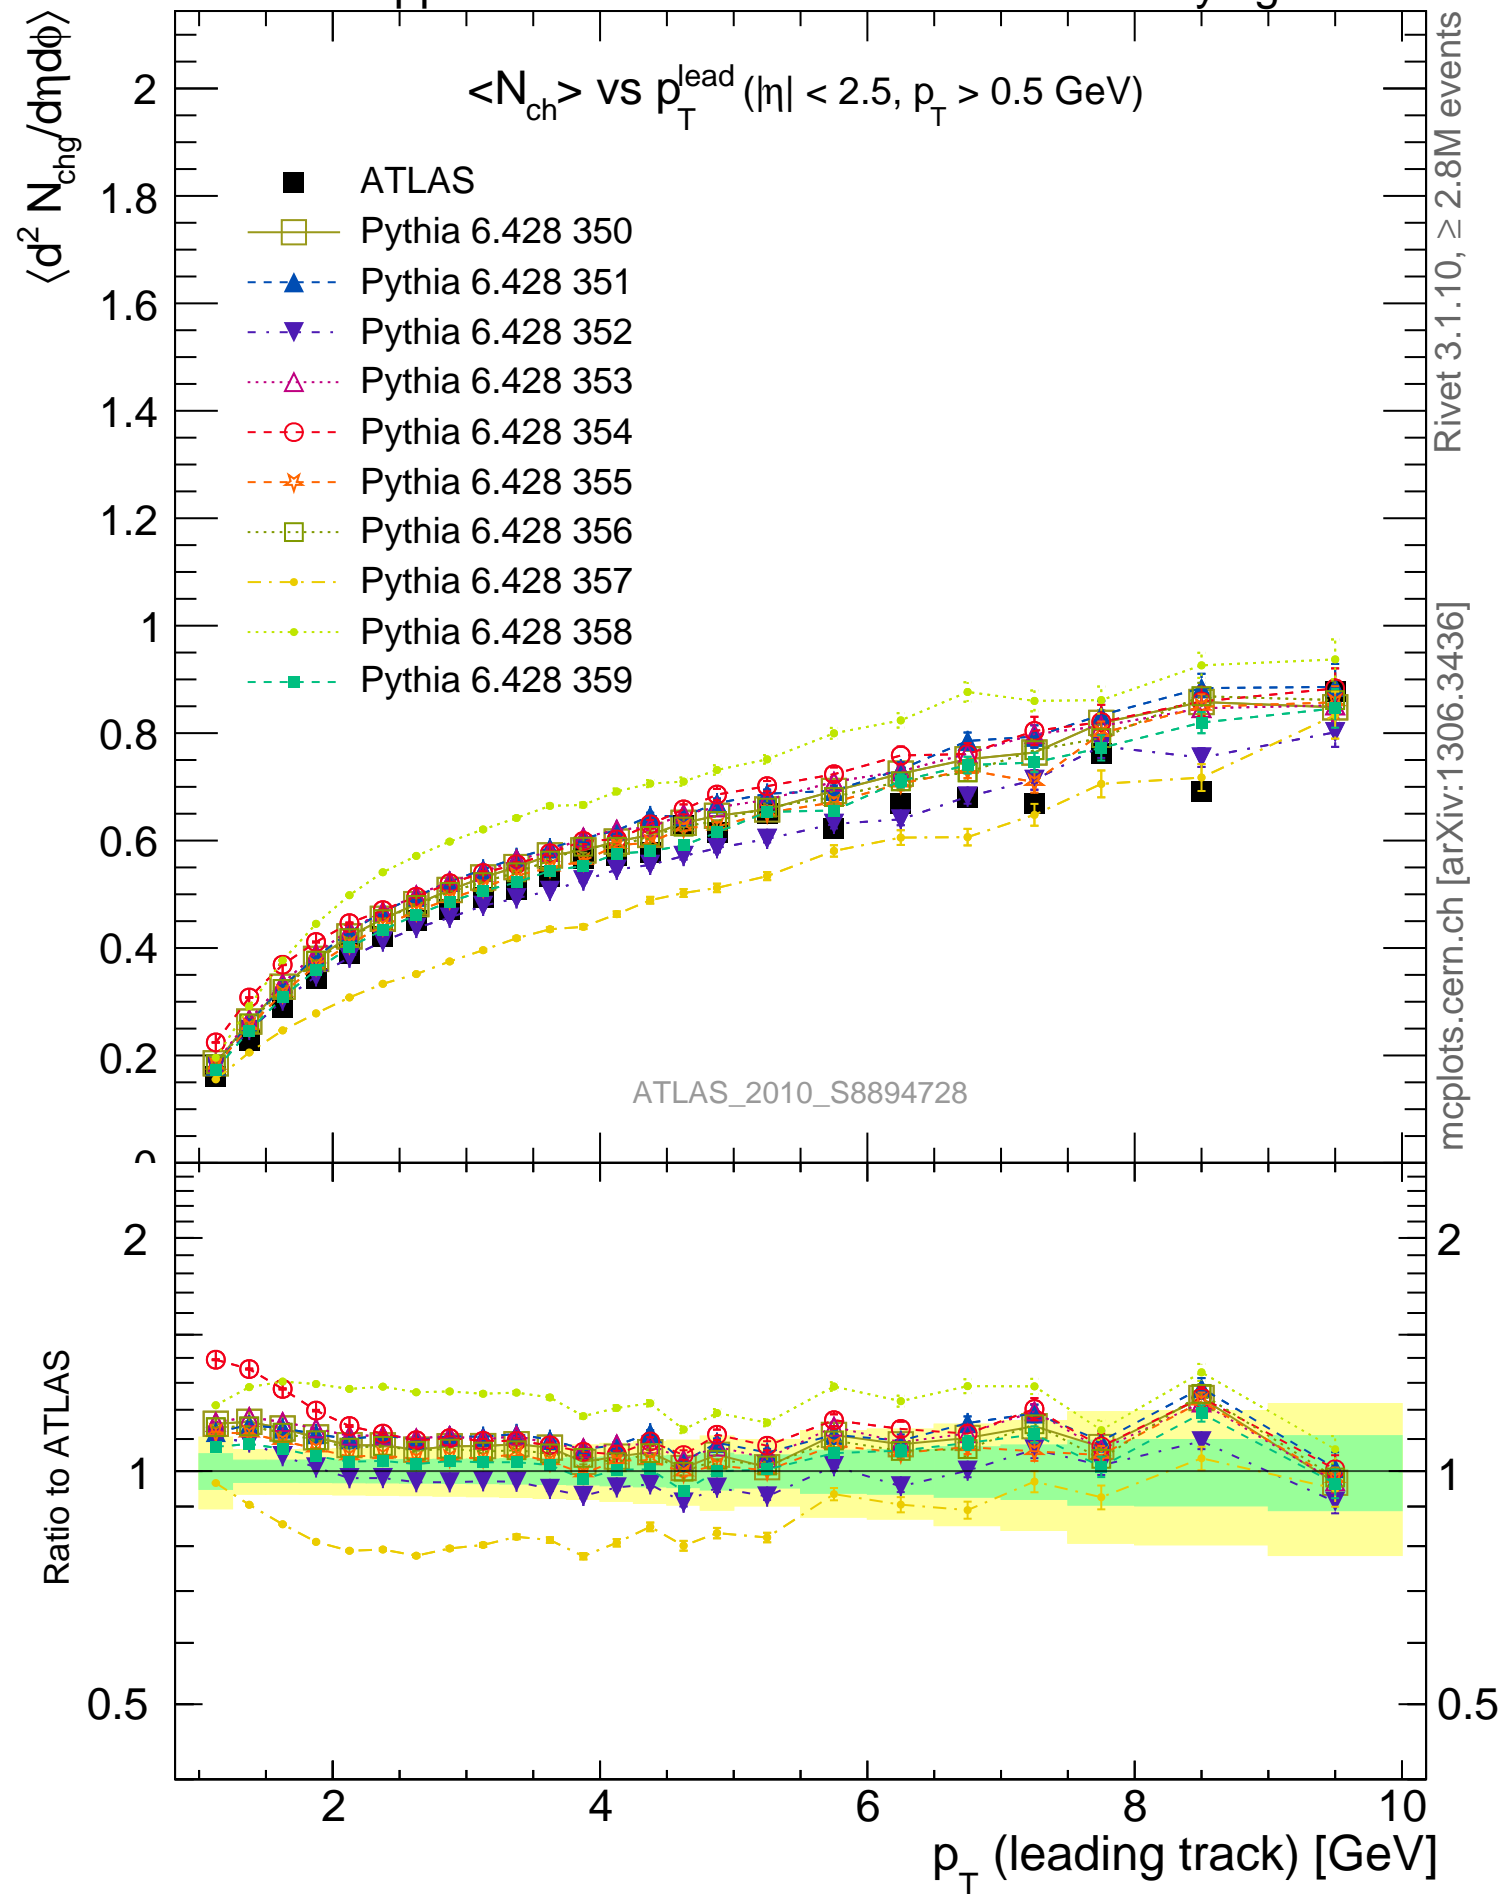 ⟨d² N_chg/dηdϕ⟩
<N_ch> vs p_T^lead (|η| < 2.5, p_T > 0.5 GeV)
ATLAS
Pythia 6.428 350
Pythia 6.428 351
Pythia 6.428 352
Pythia 6.428 353
Pythia 6.428 354
Pythia 6.428 355
Pythia 6.428 356
Pythia 6.428 357
Pythia 6.428 358
Pythia 6.428 359
2
1.8
1.6
1.4
1.2
1
0.8
0.6
0.4
0.2
0
ATLAS_2010_S8894728
Rivet 3.1.10, ≥ 2.8M events
mcplots.cern.ch [arXiv:1306.3436]
Ratio to ATLAS
2
1
0.5
2
1
0.5
2
4
6
8
10
p_T (leading track) [GeV]